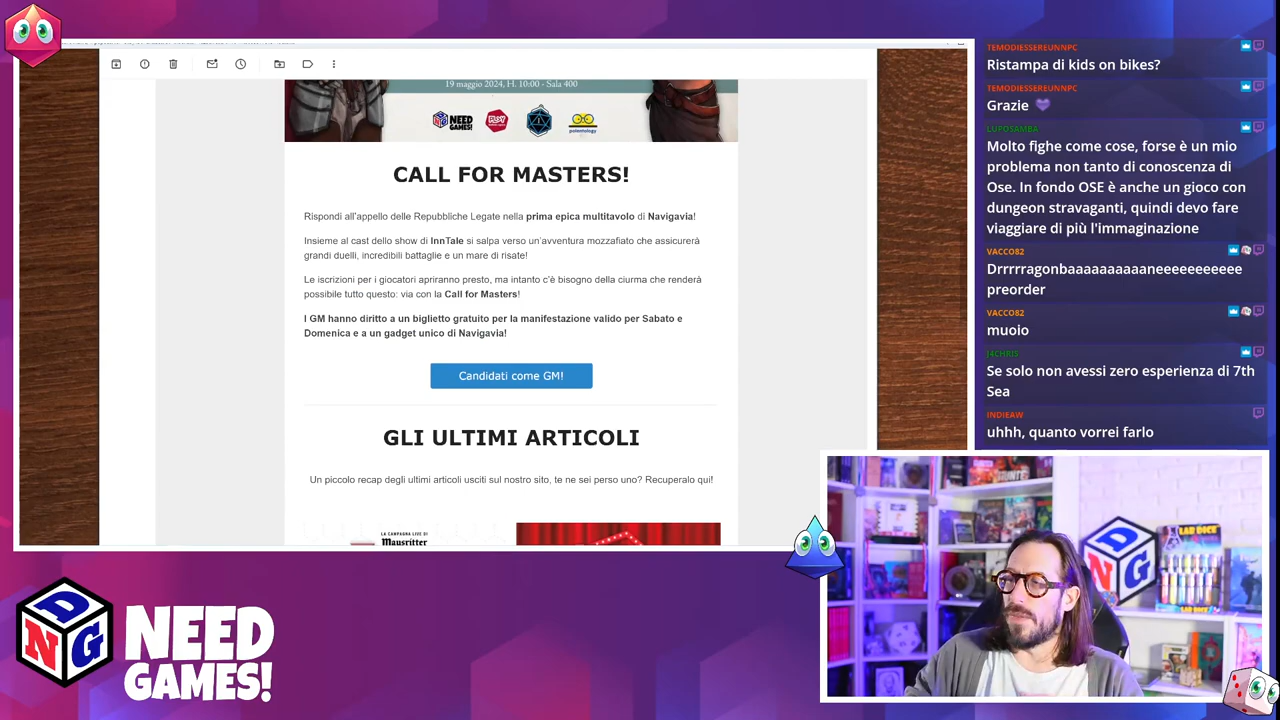 19 maggio 2024, H. 10:00 - Sala 400
NEED
GAMES!
PLAY
potentology
CALL FOR MASTERS!
Rispondi all'appello delle Repubbliche Legate nella prima epica multitavolo di Navigavia!
Insieme al cast dello show di InnTale si salpa verso un'avventura mozzafiato che assicurerà
grandi duelli, incredibili battaglie e un mare di risate!
Le iscrizioni per i giocatori apriranno presto, ma intanto c'è bisogno della ciurma che renderà
possibile tutto questo: via con la Call for Masters!
I GM hanno diritto a un biglietto gratuito per la manifestazione valido per Sabato e
Domenica e a un gadget unico di Navigavia!
Candidati come GM!
GLI ULTIMI ARTICOLI
Un piccolo recap degli ultimi articoli usciti sul nostro sito, te ne sei perso uno? Recuperalo qui!
LA CAMPAGNA LIVE DI
Mausritter
TEMODIESSEREUNNPC
Ristampa di kids on bikes?
TEMODIESSEREUNNPC
Grazie
LUPOSAMBA
Molto fighe come cose, forse è un mio
problema non tanto di conoscenza di
Ose. In fondo OSE è anche un gioco con
dungeon stravaganti, quindi devo fare
viaggiare di più l'immaginazione
VACCO82
Drrrrragonbaaaaaaaneeeeeeeeee
preorder
VACCO82
muoio
J4CHRIS
Se solo non avessi zero esperienza di 7th
Sea
INDIEAW
uhhh, quanto vorrei farlo
D
N
G
NEED
GAMES!
N
G